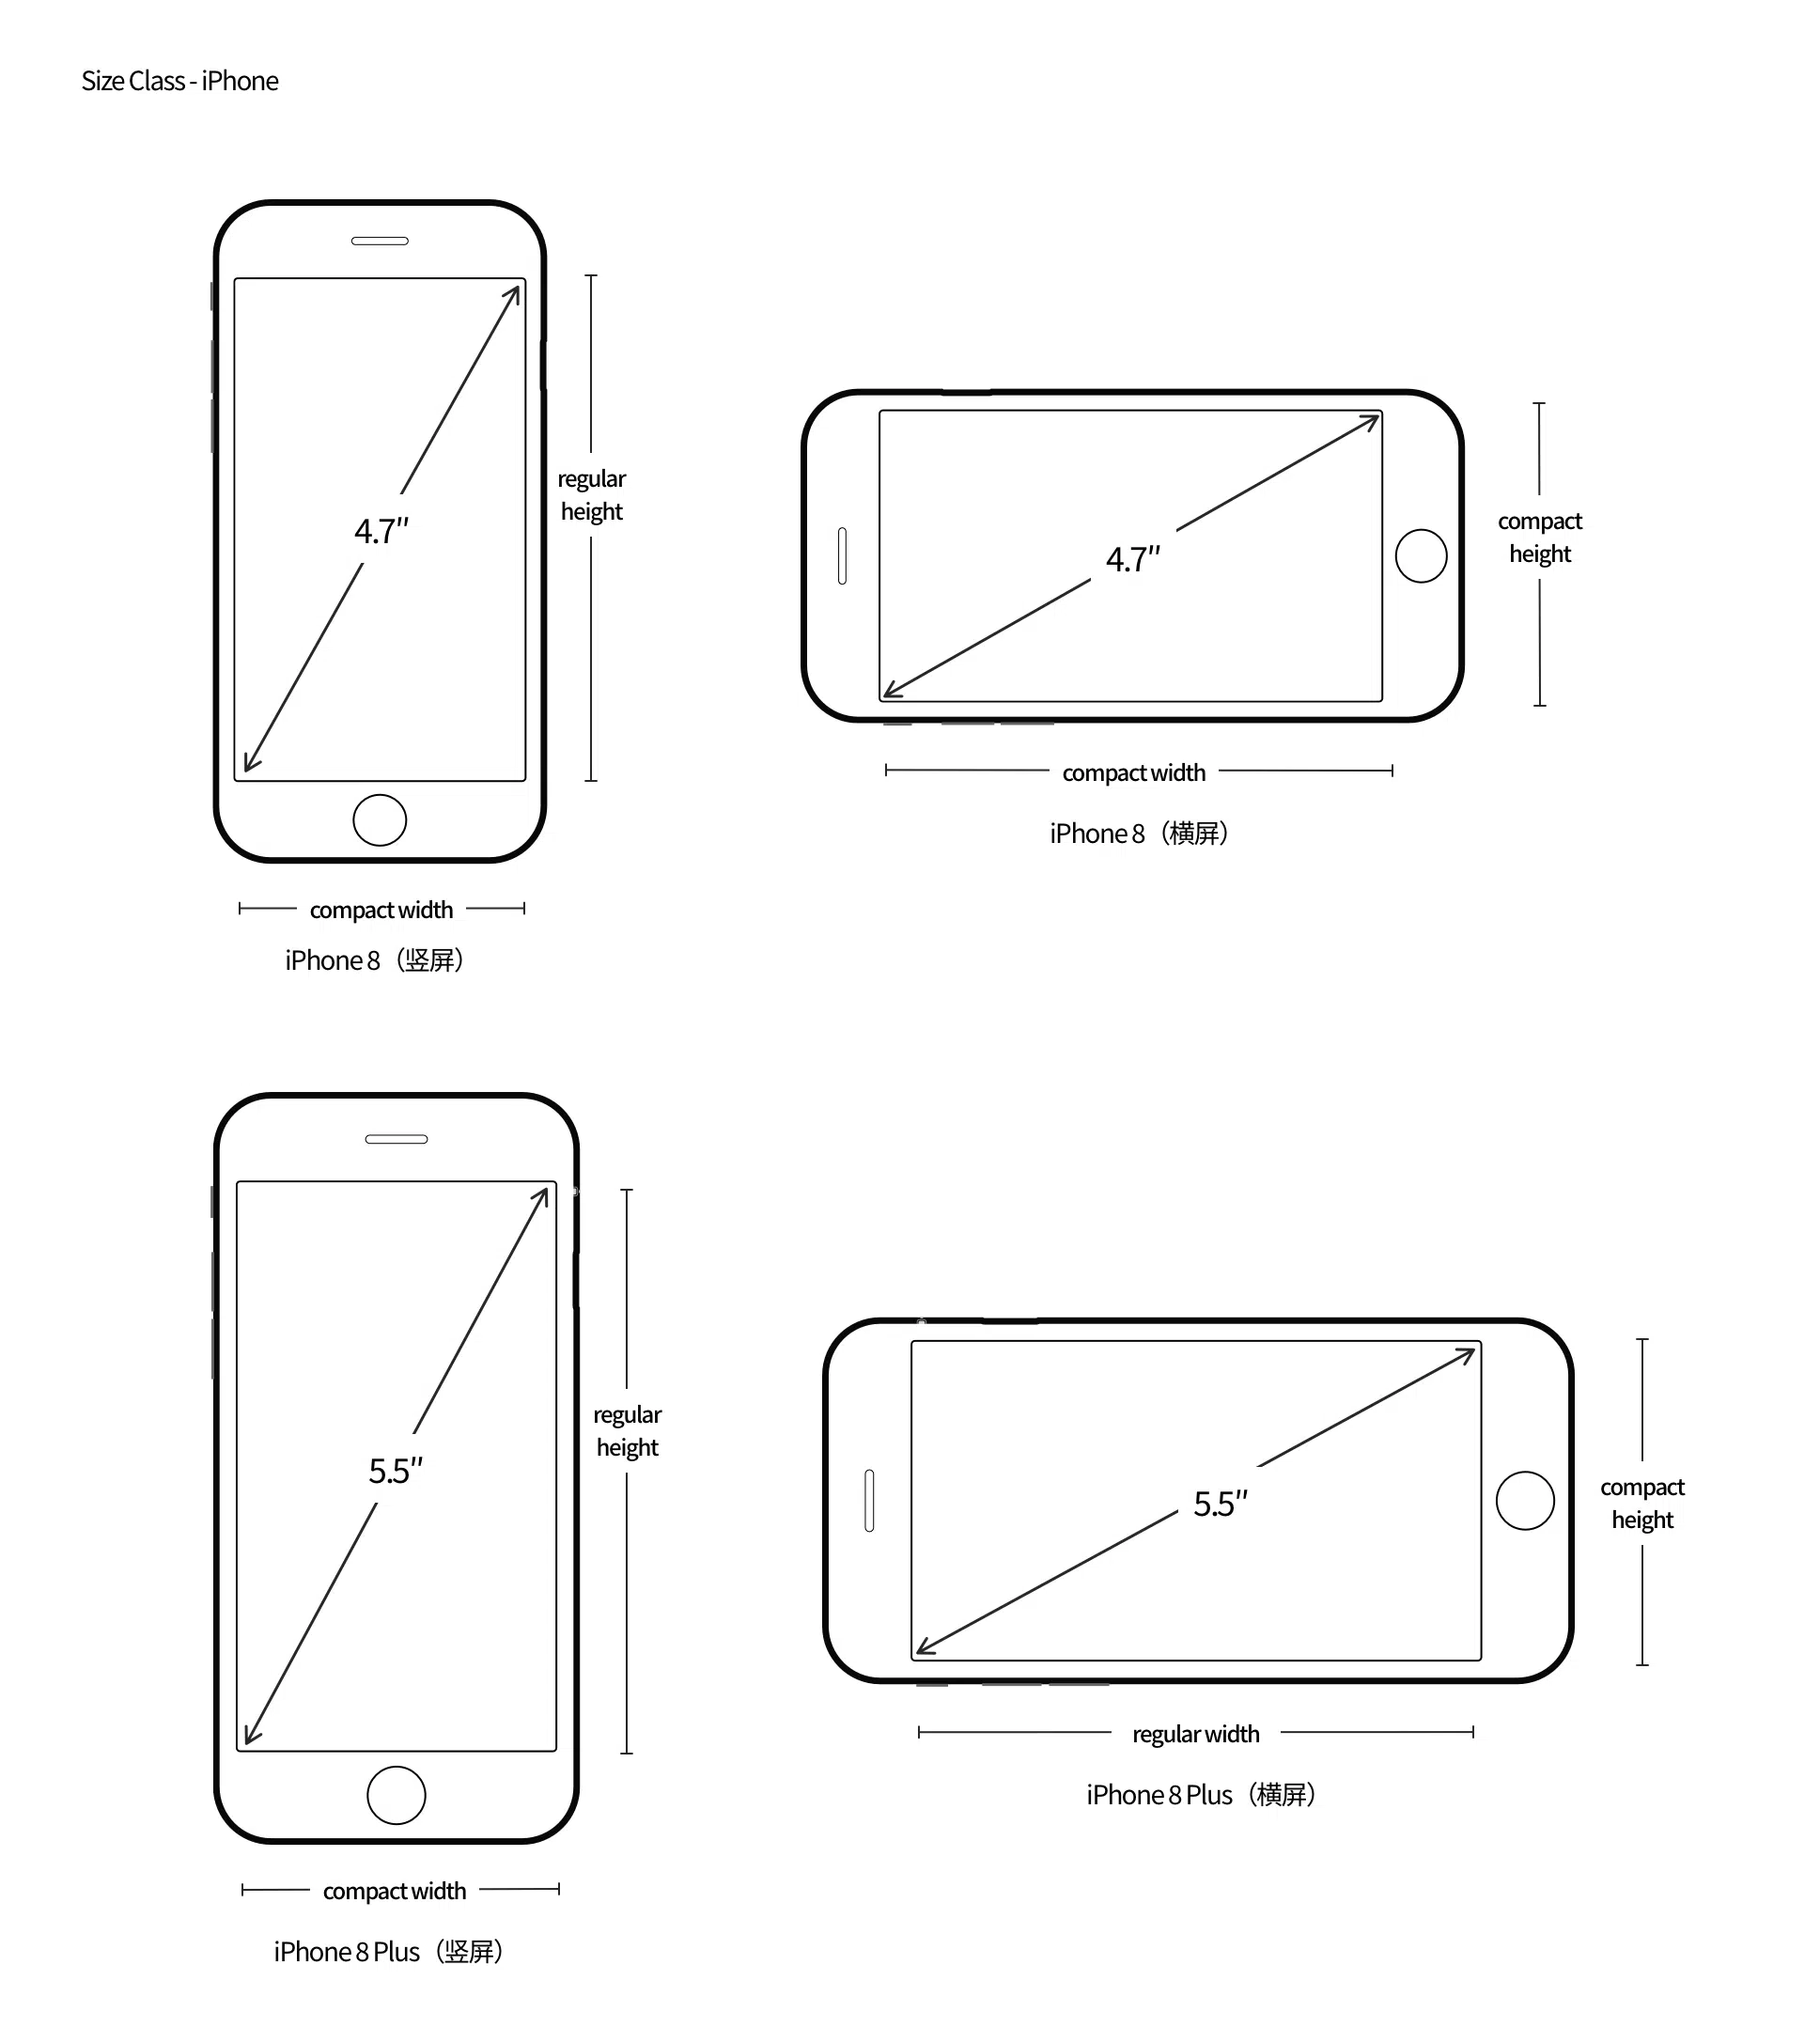 Size Class - iPhone
4.7"
regular
height
compact width
iPhone 8（竖屏）
4.7"
compact
height
compact width
iPhone 8（横屏）
5.5"
regular
height
compact width
iPhone 8 Plus（竖屏）
5.5"
compact
height
regular width
iPhone 8 Plus（横屏）